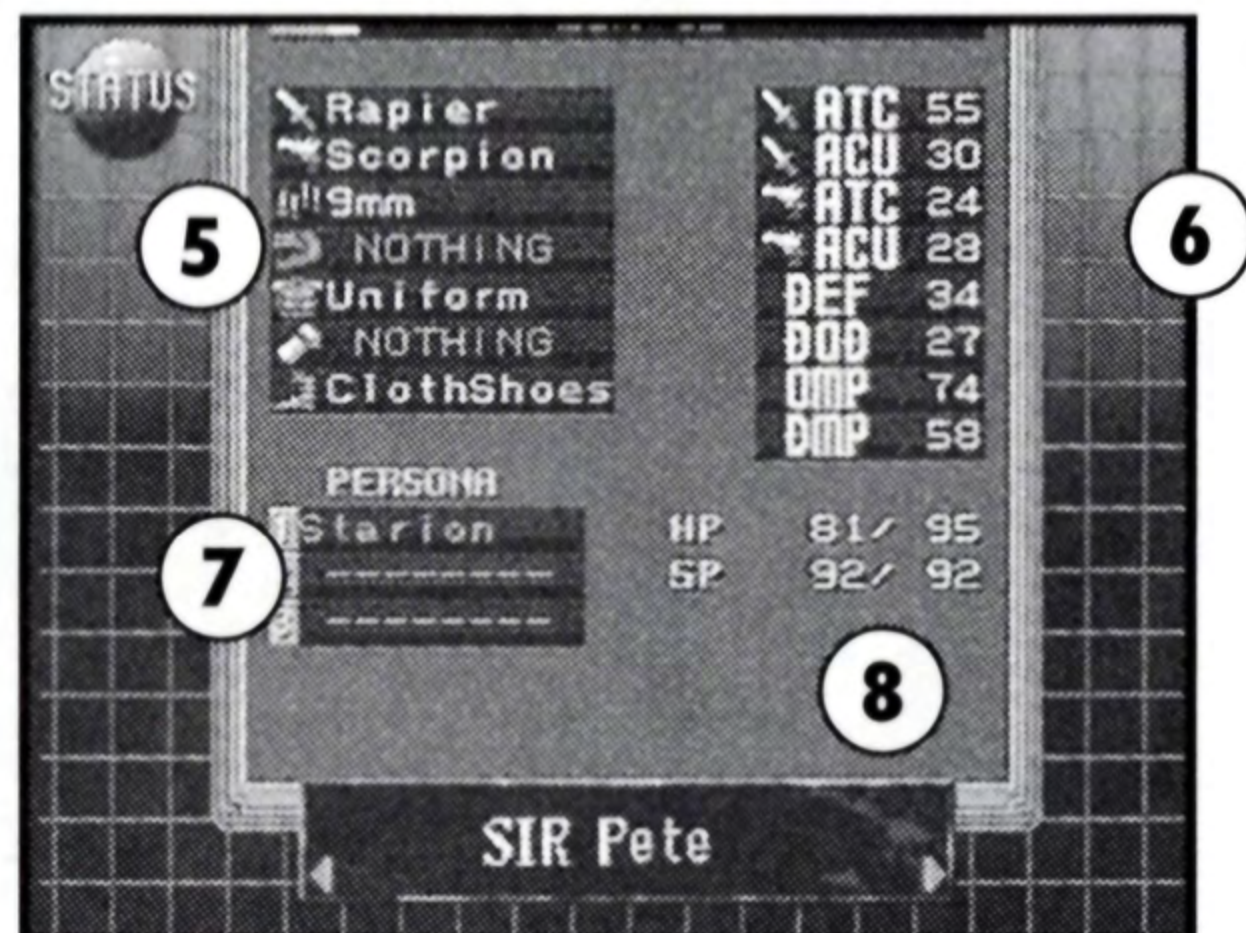 STATUS
Rapier
Scorpion
9mm
NOTHING
Uniform
NOTHING
ClothShoes
ATC 55
ACU 30
ATC 24
ACU 28
DEF 34
DOD 27
OMP 74
DMP 58
5
6
PERSONA
Starion
---------
---------
HP 81/ 95
SP 92/ 92
7
8
SIR Pete